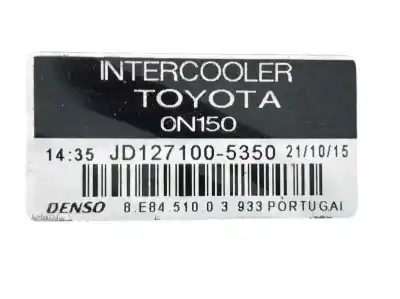 INTERCOOLER
TOYOTA
0N150
14:35 JD127100-5350 21/10/15
DENSO 8.E84.510 0 3 933 PORTUGAL